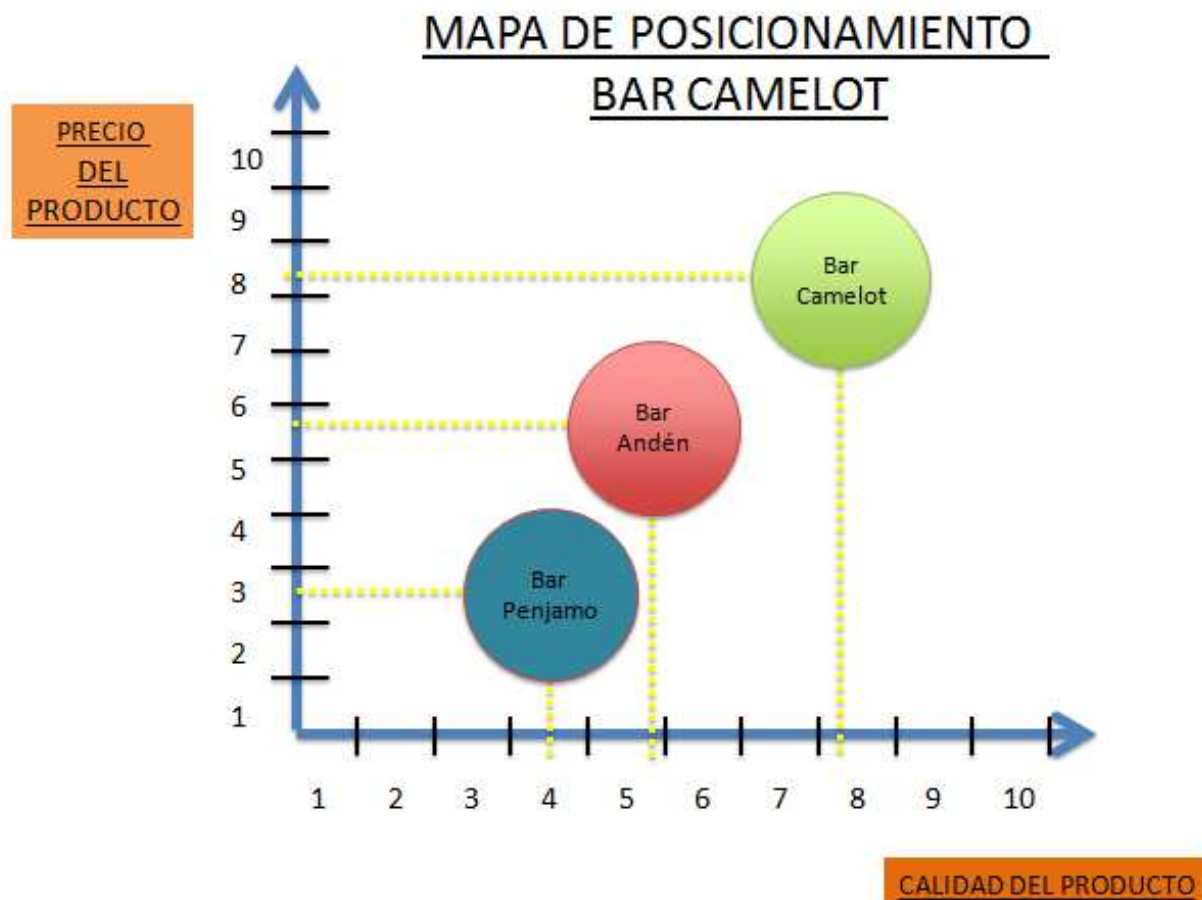 MAPA DE POSICIONAMIENTO
BAR CAMELOT
PRECIO
DEL
PRODUCTO
10
9
8
7
6
5
4
3
2
1
Bar
Camelot
Bar
Andén
Bar
Penjamo
1 2 3 4 5 6 7 8 9 10
CALIDAD DEL PRODUCTO